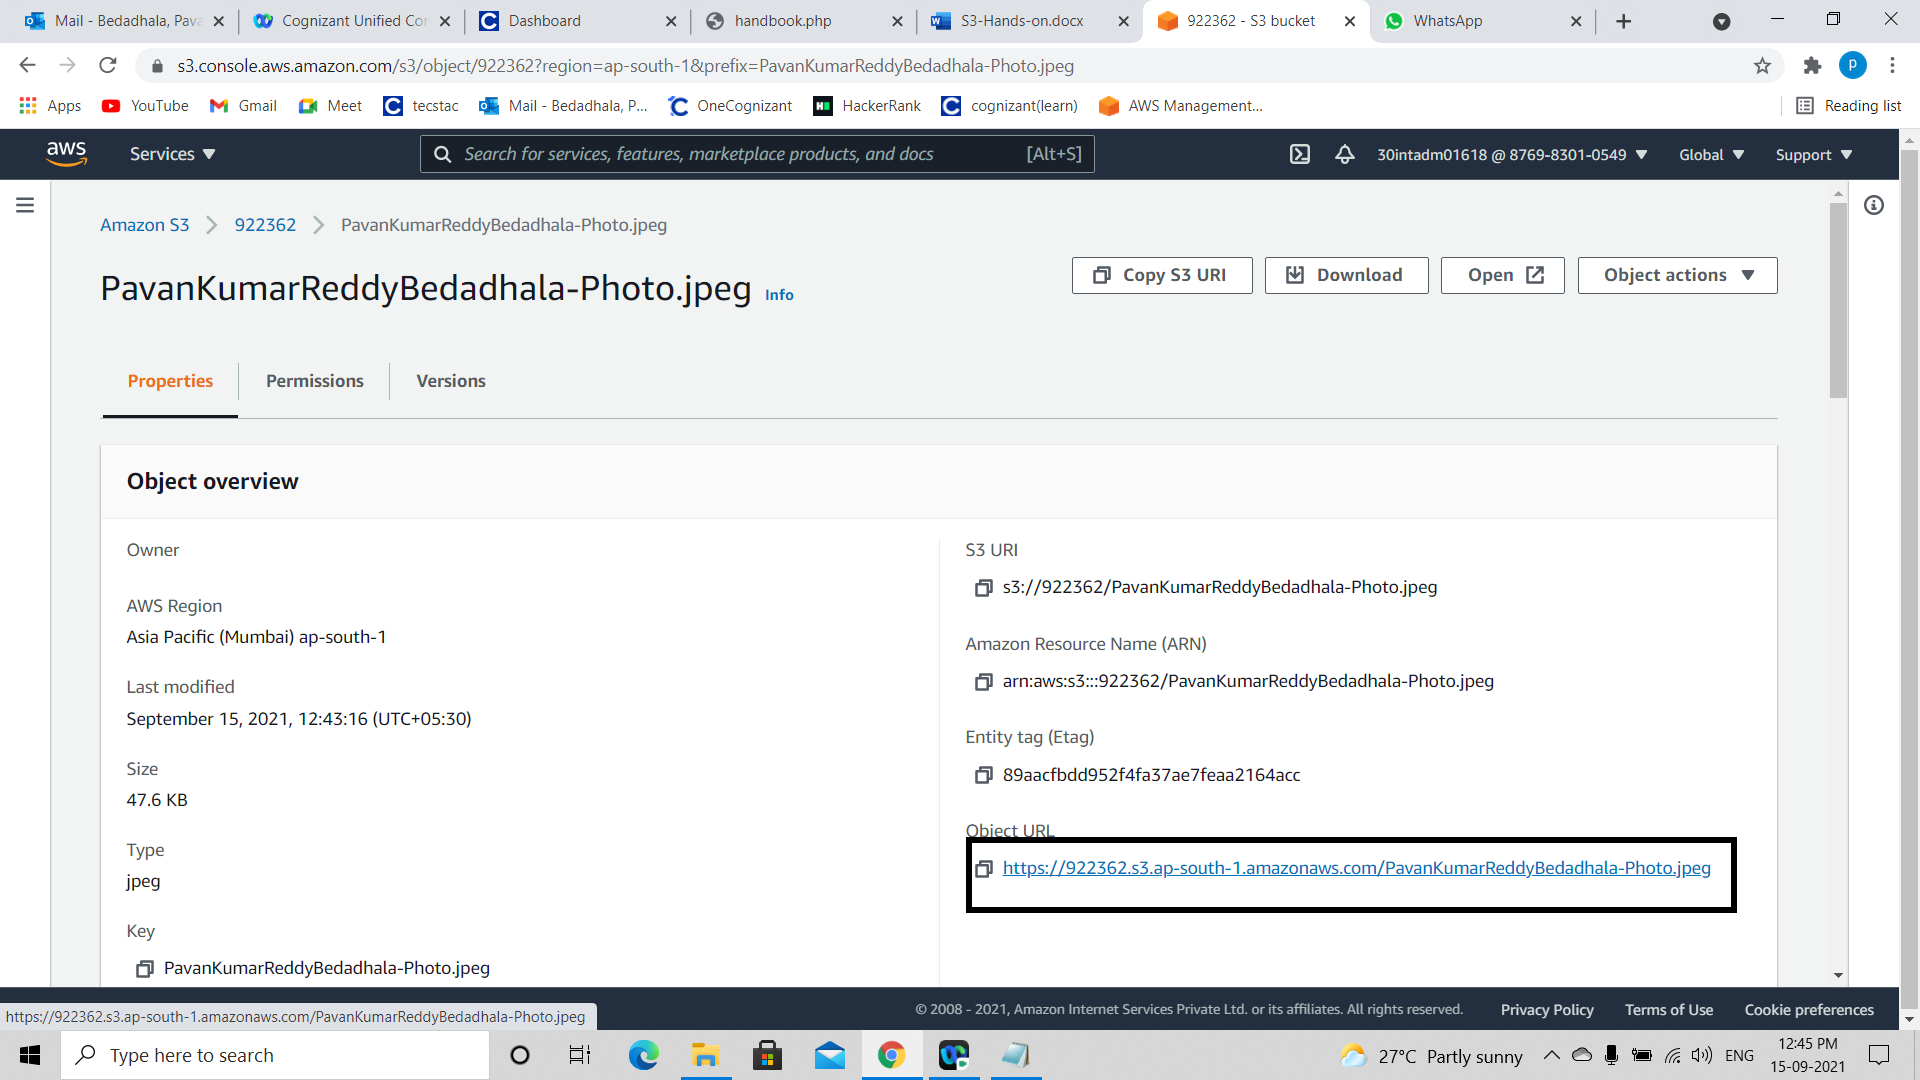 Mail - Bedadhala, Pava
Cognizant Unified Co
Dashboard
handbook.php
S3-Hands-on.docx
922362 - S3 bucket
WhatsApp
s3.console.aws.amazon.com/s3/object/922362?region=ap-south-1&prefix=PavanKumarReddyBedadhala-Photo.jpeg
P
Apps
YouTube
Gmail
Meet
tecstac
Mail - Bedadhala, P...
OneCognizant
HackerRank
cognizant(learn)
AWS Management...
Reading list
aws
Services
Search for services, features, marketplace products, and docs
[Alt+S]
30intadm01618 @ 8769-8301-0549
Global
Support
Amazon S3
922362
PavanKumarReddyBedadhala-Photo.jpeg
PavanKumarReddyBedadhala-Photo.jpeg Info
Copy S3 URI
Download
Open
Object actions
Properties
Permissions
Versions
Object overview
Owner
AWS Region
Asia Pacific (Mumbai) ap-south-1
Last modified
September 15, 2021, 12:43:16 (UTC+05:30)
Size
47.6 KB
Type
jpeg
Key
PavanKumarReddyBedadhala-Photo.jpeg
S3 URI
s3://922362/PavanKumarReddyBedadhala-Photo.jpeg
Amazon Resource Name (ARN)
arn:aws:s3:::922362/PavanKumarReddyBedadhala-Photo.jpeg
Entity tag (Etag)
89aacfbdd952f4fa37ae7feaa2164acc
Object URL
https://922362.s3.ap-south-1.amazonaws.com/PavanKumarReddyBedadhala-Photo.jpeg
https://922362.s3.ap-south-1.amazonaws.com/PavanKumarReddyBedadhala-Photo.jpeg
© 2008 - 2021, Amazon Internet Services Private Ltd. or its affiliates. All rights reserved.
Privacy Policy
Terms of Use
Cookie preferences
Type here to search
27°C Partly sunny
ENG
12:45 PM
15-09-2021